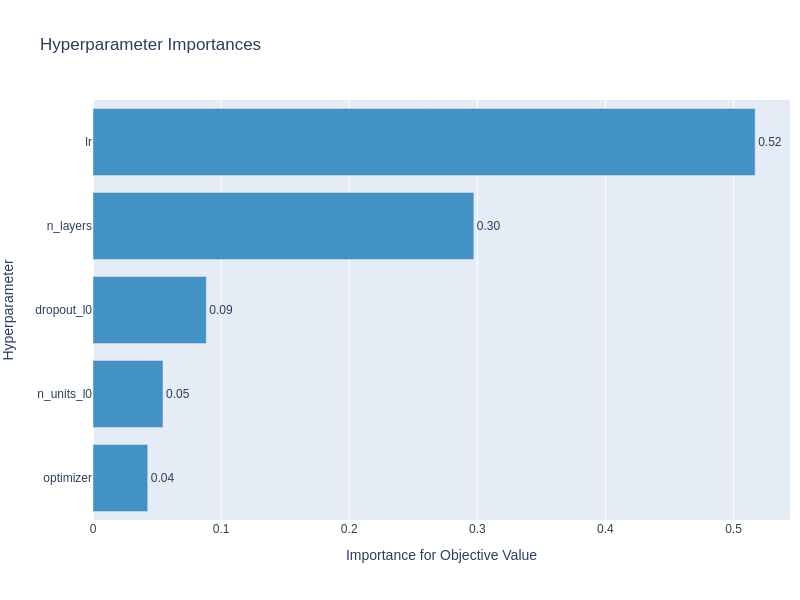 Hyperparameter Importances
Hyperparameter
lr
0.52
n_layers
0.30
dropout_l0
0.09
n_units_l0
0.05
optimizer
0.04
0
0.1
0.2
0.3
0.4
0.5
Importance for Objective Value